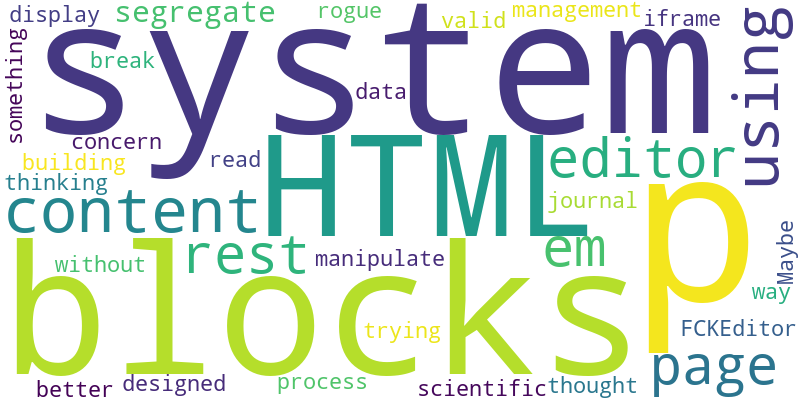 display
segregate
rogue
valid
management
iframe
using
something
system
break
data
concern
building
read
HTML
editor
thinking
content
journal
p
rest
em
manipulate
without
Maybe
way
blocks
trying
FCKEditor
page
better
designed
process
scientific
thought